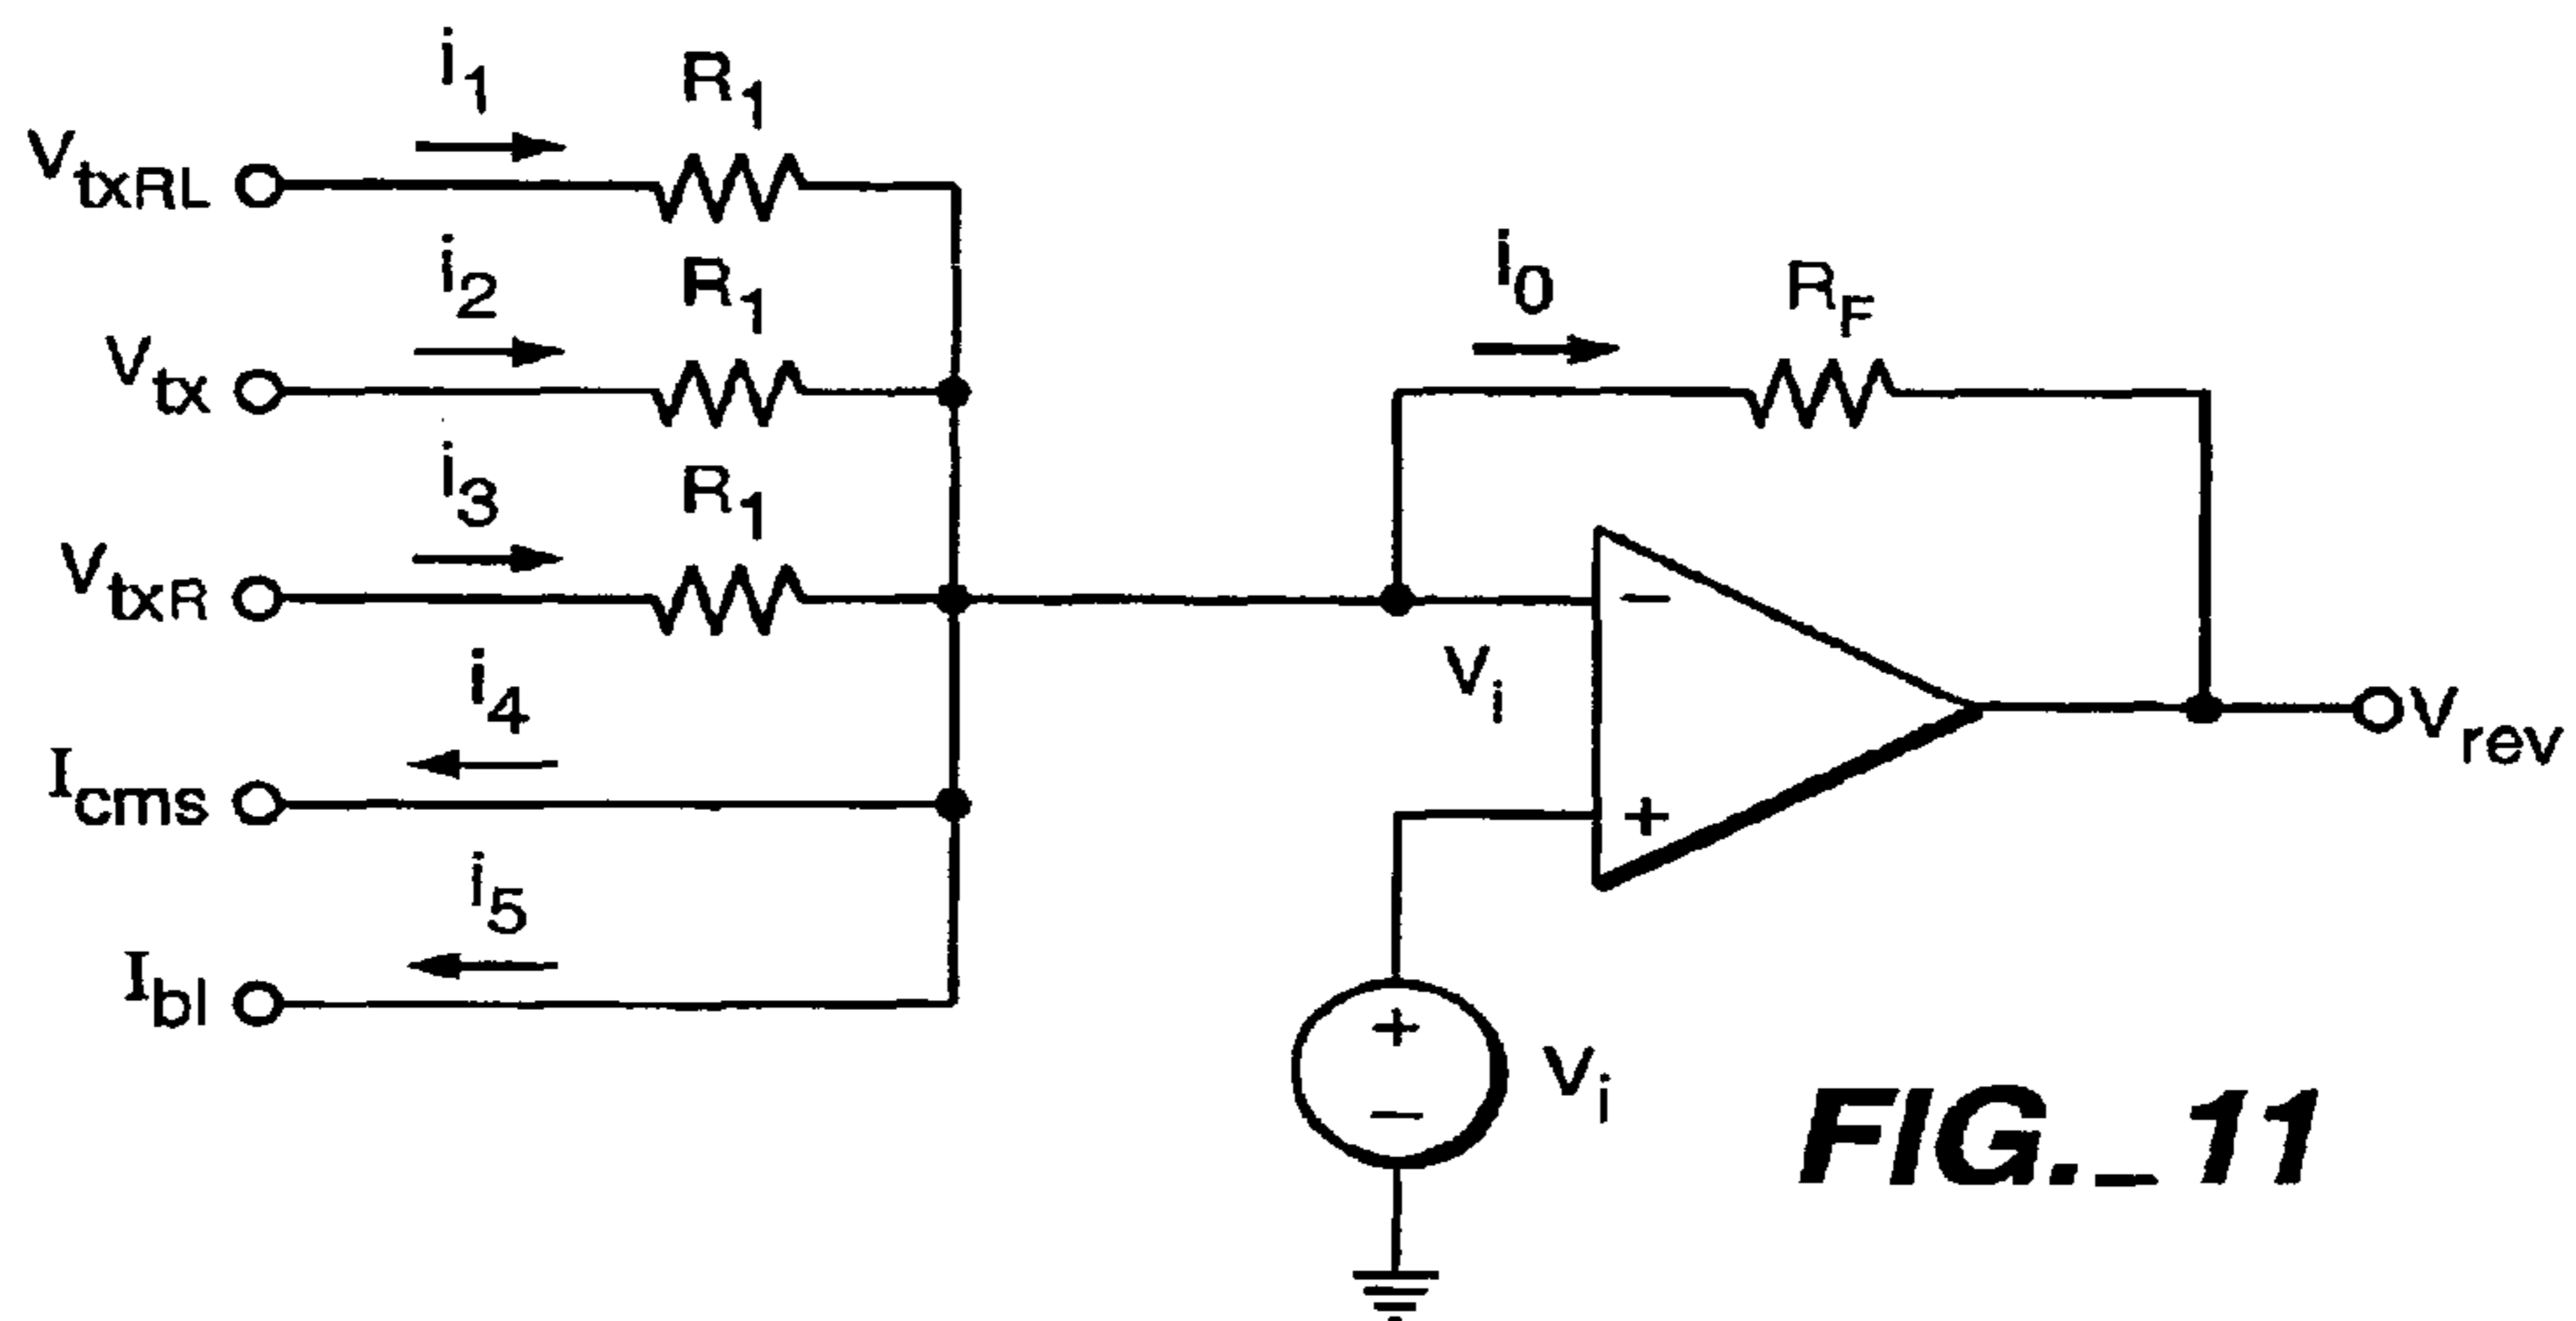 i1 R1
VtxRL
i2 R1
Vtx
i3 R1
VtxR
i4
Icms
i5
Ibl
i0 RF
−
Vi
+
Vrev
+
−
Vi
FIG._11